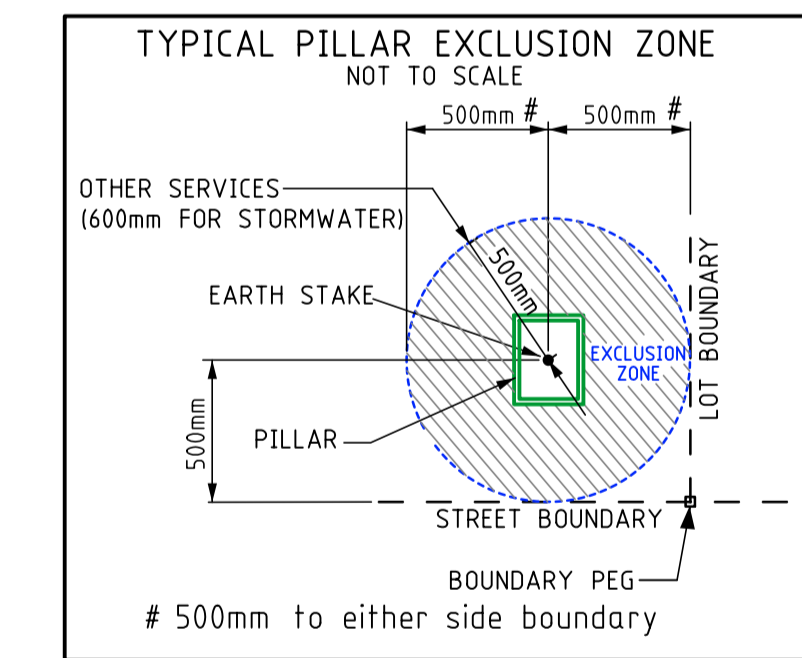 TYPICAL PILLAR EXCLUSION ZONE
NOT TO SCALE
500mm # 500mm #
OTHER SERVICES
(600mm FOR STORMWATER)
500mm
EARTH STAKE
EXCLUSION
ZONE
LOT BOUNDARY
500mm
PILLAR
STREET BOUNDARY
BOUNDARY PEG
# 500mm to either side boundary